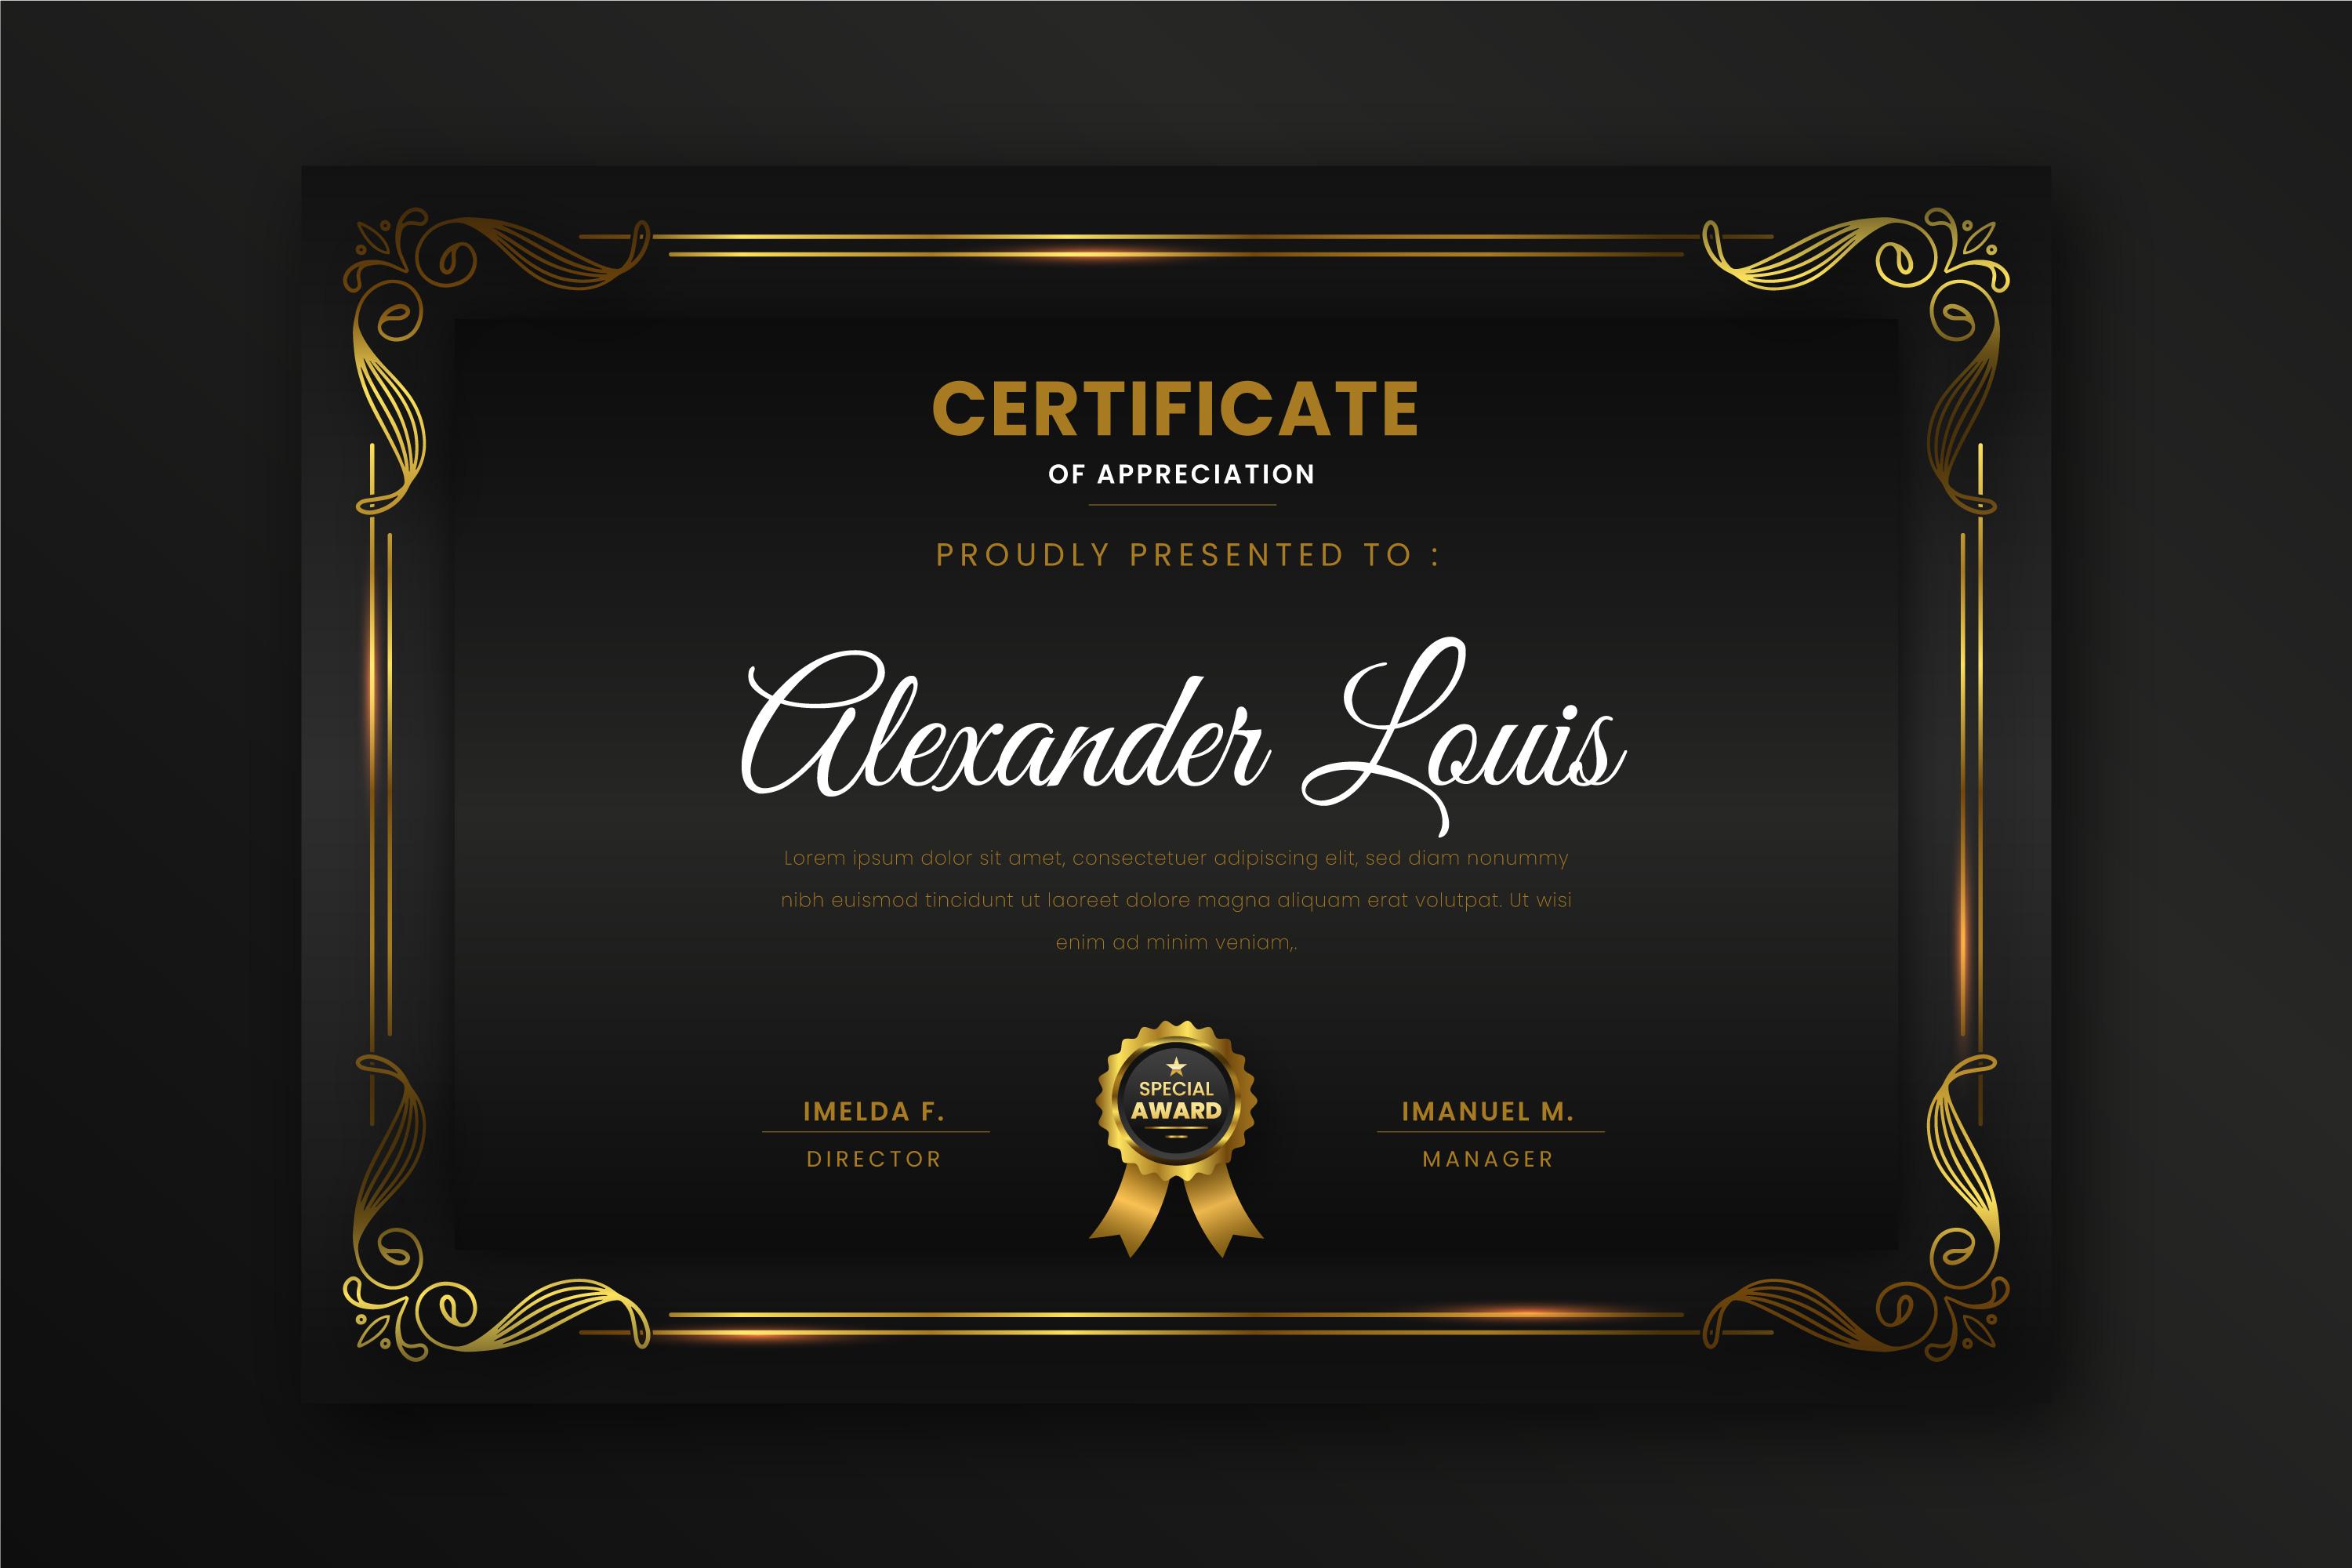 CERTIFICATE
OF APPRECIATION
PROUDLY PRESENTED TO :
Alexander Louis
Lorem ipsum dolor sit amet, consectetuer adipiscing elit, sed diam nonummy
nibh euismod tincidunt ut laoreet dolore magna aliquam erat volutpat. Ut wisi
enim ad minim veniam,.
SPECIAL
AWARD
IMELDA F.
DIRECTOR
IMANUEL M.
MANAGER